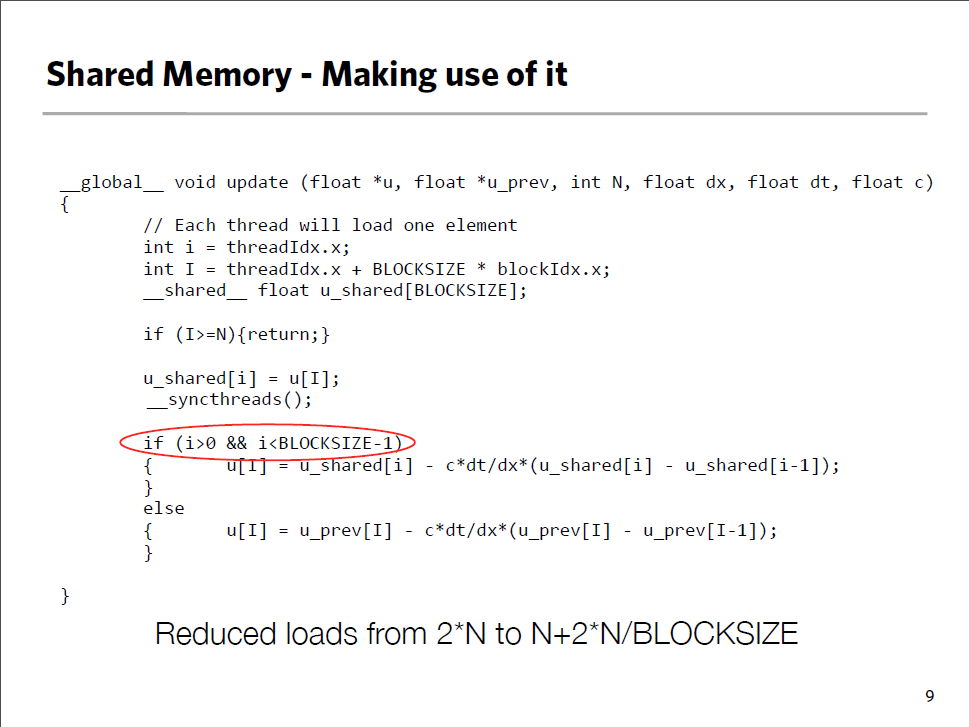 Shared Memory - Making use of it
__global__ void update (float *u, float *u_prev, int N, float dx, float dt, float c)
{
// Each thread will load one element
int i = threadIdx.x;
int I = threadIdx.x + BLOCKSIZE * blockIdx.x;
__shared__ float u_shared[BLOCKSIZE];
if (I>=N){return;}
u_shared[i] = u[I];
__syncthreads();
if (i>0 && i<BLOCKSIZE-1)
{ u[I] = u_shared[i] - c*dt/dx*(u_shared[i] - u_shared[i-1]);
}
else
{ u[I] = u_prev[I] - c*dt/dx*(u_prev[I] - u_prev[I-1]);
}
}
Reduced loads from 2*N to N+2*N/BLOCKSIZE
9